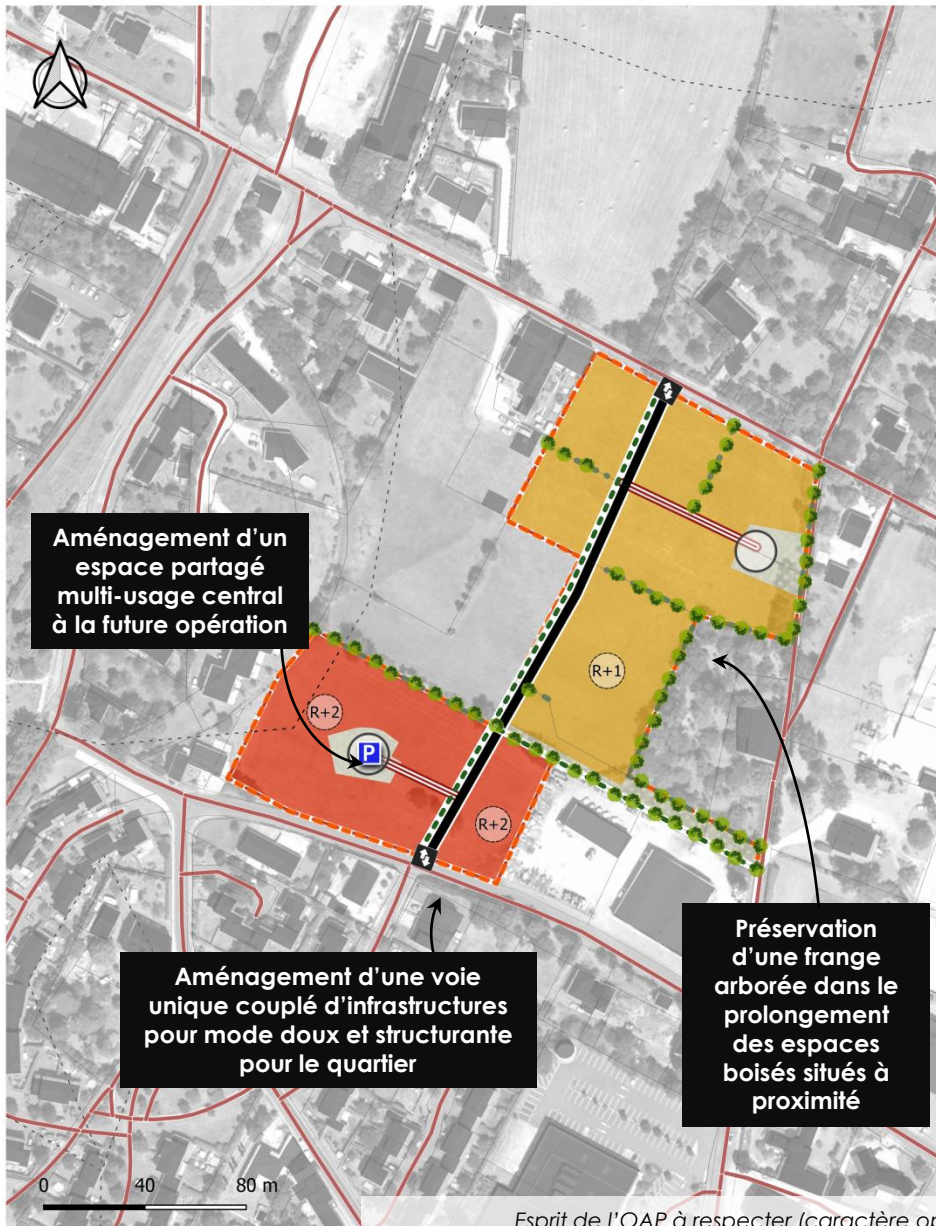 Aménagement d'un
espace partagé
multi-usage central
à la future opération
R+1
R+2
P
R+2
Aménagement d'une voie
unique couplé d'infrastructures
pour mode doux et structurante
pour le quartier
Préservation
d'une frange
arborée dans le
prolongement
des espaces
boisés situés à
proximité
0 40 80 m
Esprit de l'OAP à respecter (caractère